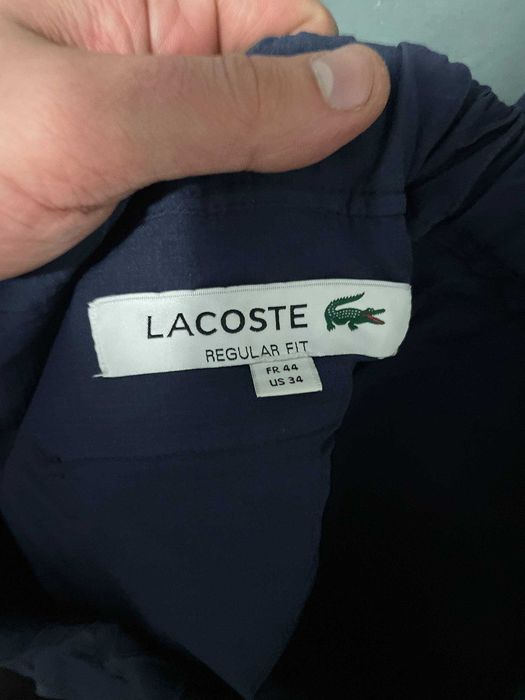 LACOSTE
REGULAR FIT
FR 44
US 34